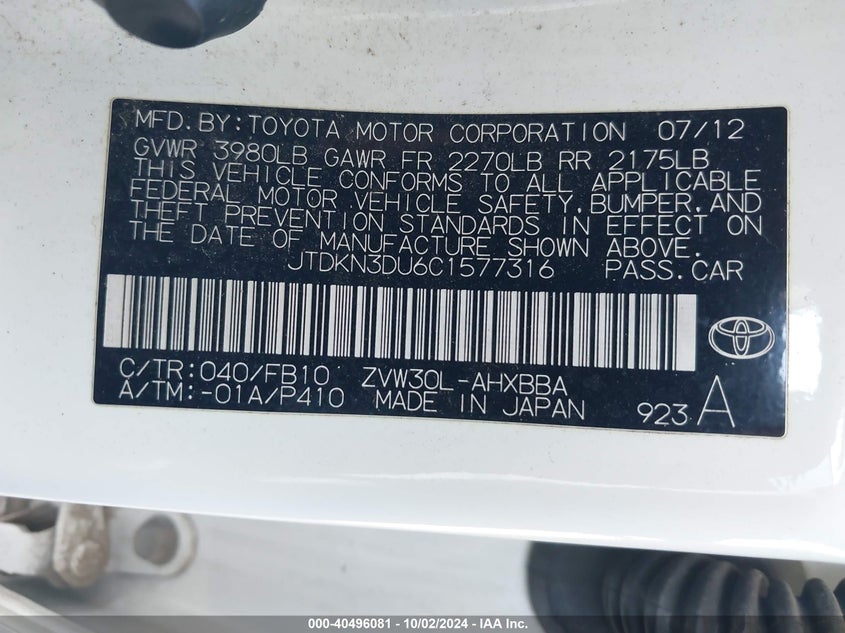 MFD.BY:TOYOTA MOTOR CORPORATION 07/12
GVWR 3980LB GAWR FR 2270LB RR 2175LB
THIS VEHICLE CONFORMS TO ALL APPLICABLE
FEDERAL MOTOR VEHICLE SAFETY,BUMPER,AND
THEFT PREVENTION STANDARDS IN EFFECT ON
THE DATE OF MANUFACTURE SHOWN ABOVE.
JTDKN3DU6C1577316 PASS.CAR
C/TR:040/FB10 ZVW30L-AHXBBA
A/TM:-01A/P410 MADE IN JAPAN 923 A
000-40496081 - 10/02/2024 - IAA Inc.